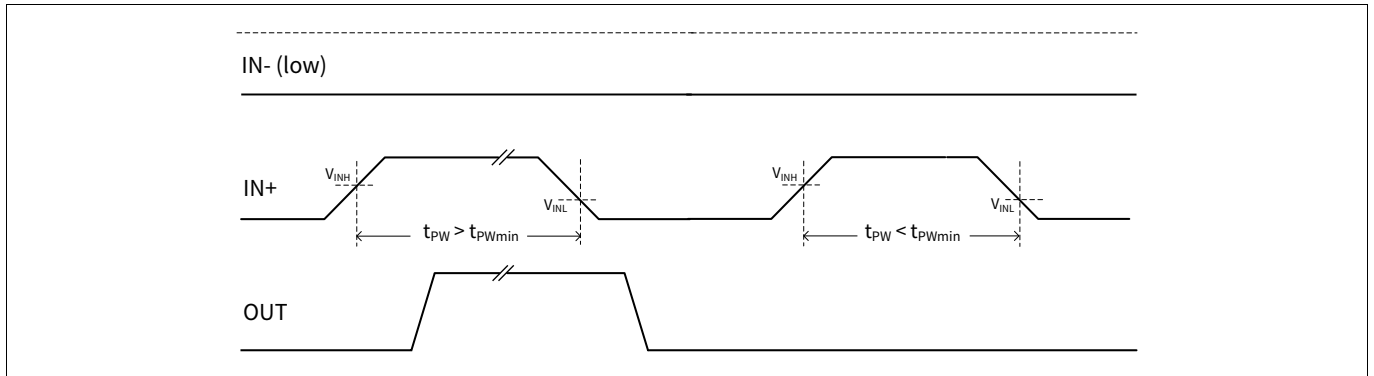 IN- (low)
IN+
VINH
VINL
tPW > tPWmin
VINH
VINL
tPW < tPWmin
OUT